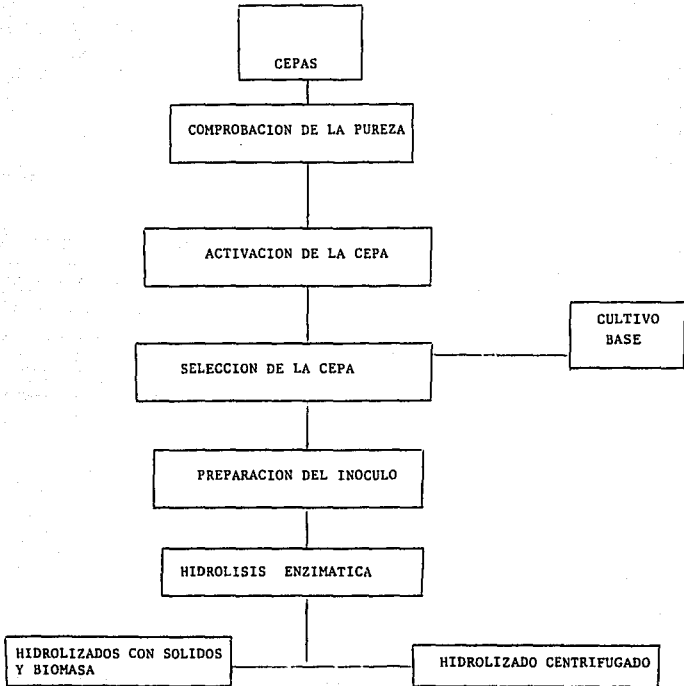 CEPAS
COMPROBACION DE LA PUREZA
ACTIVACION DE LA CEPA
CULTIVO
BASE
SELECCION DE LA CEPA
PREPARACION DEL INOCULO
HIDROLISIS ENZIMATICA
HIDROLIZADOS CON SOLIDOS
Y BIOMASA
HIDROLIZADO CENTRIFUGADO